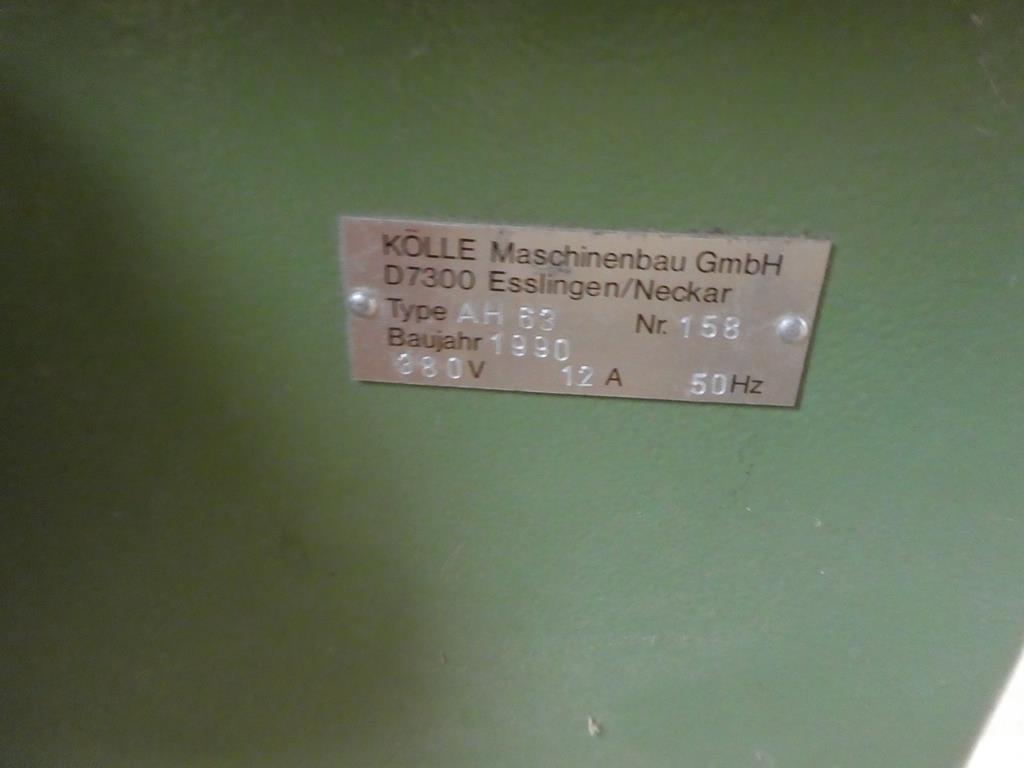 KÖLLE Maschinenbau GmbH
D7300 Esslingen/Neckar
Type AH 63 Nr. 158
Baujahr 1990
380V 12 A 50Hz